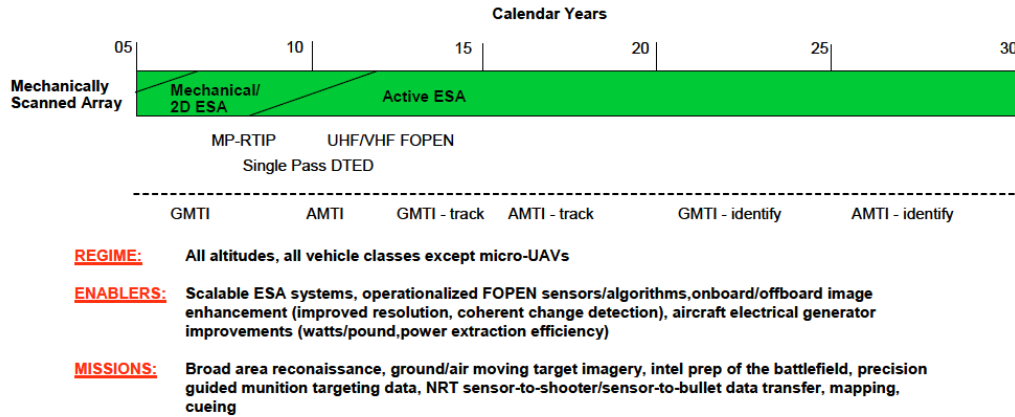 Calendar Years
05 10 15 20 25 30
Mechanically
Scanned Array
Mechanical/
2D ESA
Active ESA
MP-RTIP UHF/VHF FOPEN
Single Pass DTED
GMTI AMTI GMTI - track AMTI - track GMTI - identify AMTI - identify
REGIME: All altitudes, all vehicle classes except micro-UAVs
ENABLERS: Scalable ESA systems, operationalized FOPEN sensors/algorithms,onboard/offboard image
enhancement (improved resolution, coherent change detection), aircraft electrical generator
improvements (watts/pound,power extraction efficiency)
MISSIONS: Broad area reconaissance, ground/air moving target imagery, intel prep of the battlefield, precision
guided munition targeting data, NRT sensor-to-shooter/sensor-to-bullet data transfer, mapping,
cueing